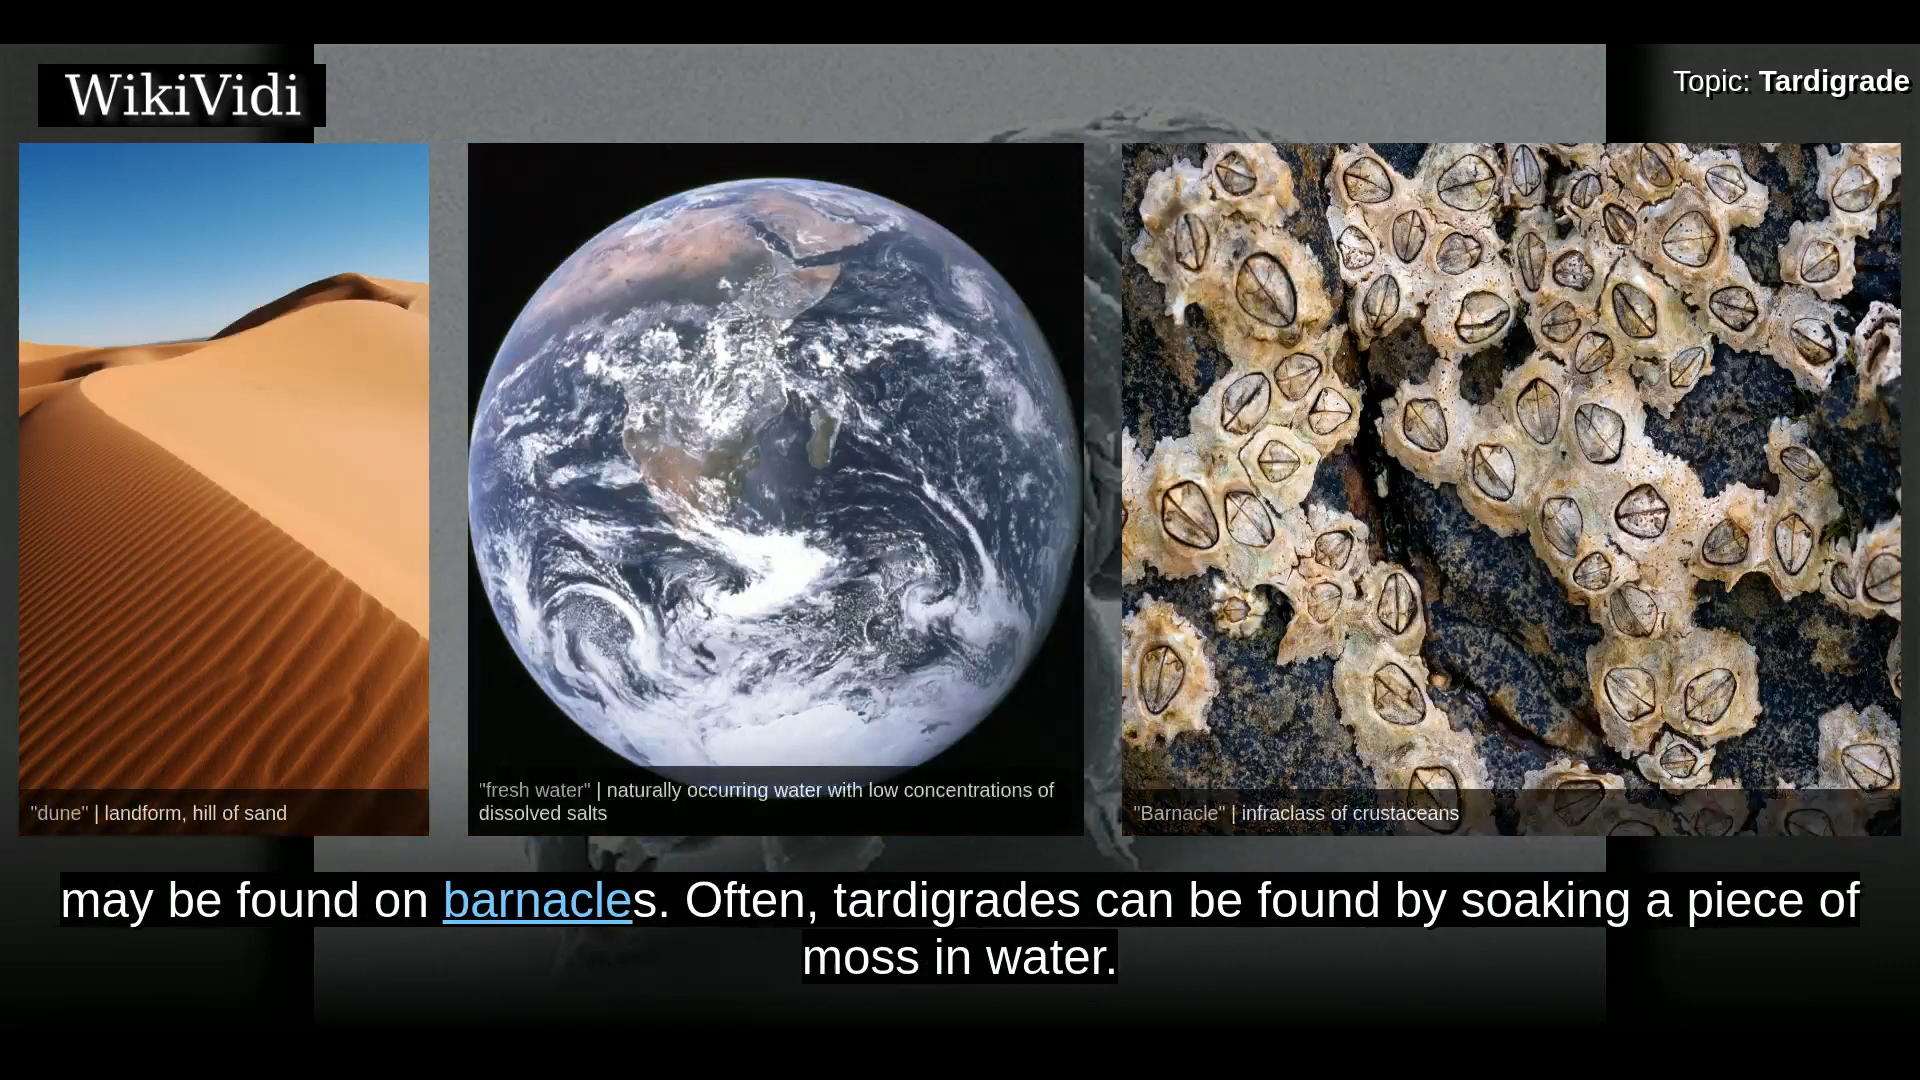 WikiVidi
Topic: Tardigrade
"dune" | landform, hill of sand
"fresh water" | naturally occurring water with low concentrations of
dissolved salts
"Barnacle" | infraclass of crustaceans
may be found on barnacles. Often, tardigrades can be found by soaking a piece of
moss in water.